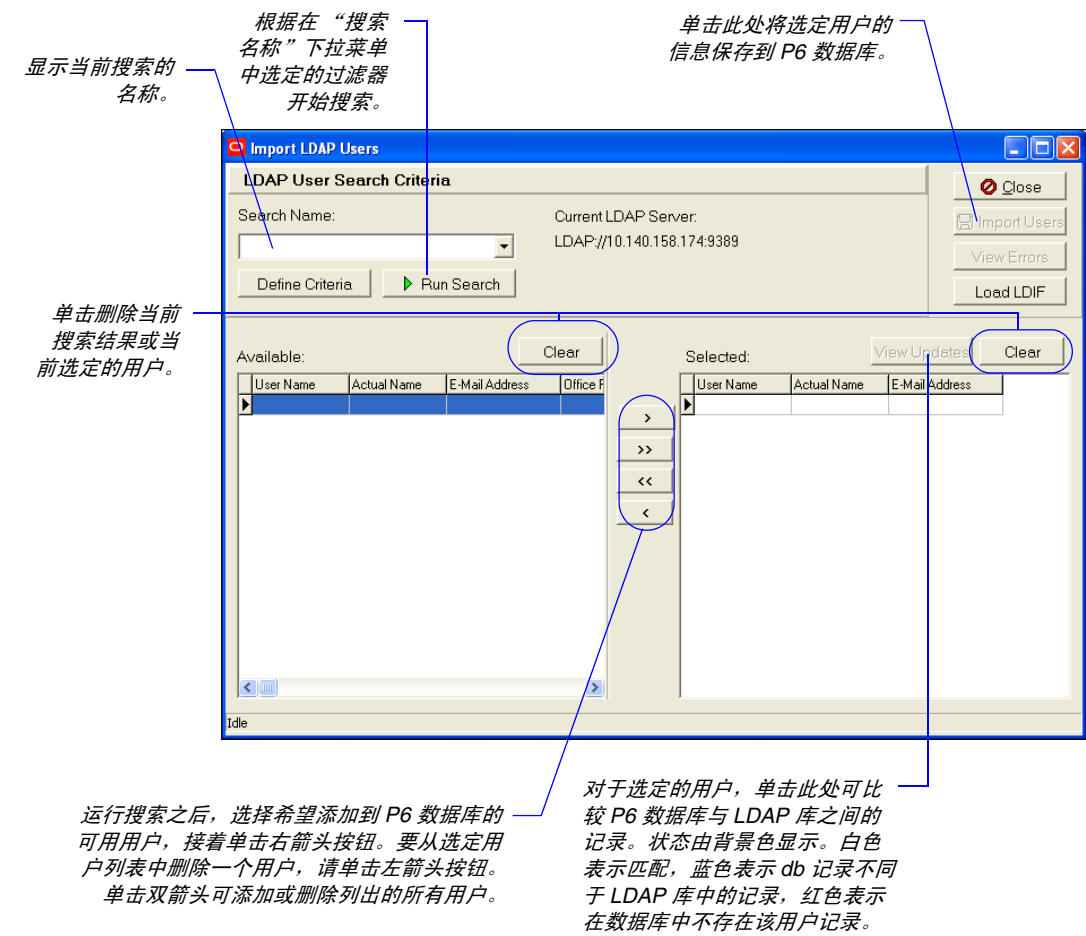 根据在 “搜索
名称”下拉菜单
中选定的过滤器
开始搜索。
单击此处将选定用户的
信息保存到 P6 数据库。
显示当前搜索的
名称。
Import LDAP Users
LDAP User Search Criteria
Close
Search Name:
Current LDAP Server:
Import Users
LDAP://10.140.158.174:9389
View Errors
Define Criteria
Run Search
Load LDIF
单击删除当前
搜索结果或当
前选定的用户。
Available:
Clear
Selected:
View Updates
Clear
User Name Actual Name E-Mail Address Office F
User Name Actual Name E-Mail Address
>
>>
<<
<
Idle
运行搜索之后，选择希望添加到 P6 数据库的
可用用户，接着单击右箭头按钮。要从选定用
户列表中删除一个用户，请单击左箭头按钮。
单击双箭头可添加或删除列出的所有用户。
对于选定的用户，单击此处可比
较 P6 数据库与 LDAP 库之间的
记录。状态由背景色显示。白色
表示匹配，蓝色表示 db 记录不同
于 LDAP 库中的记录，红色表示
在数据库中不存在该用户记录。